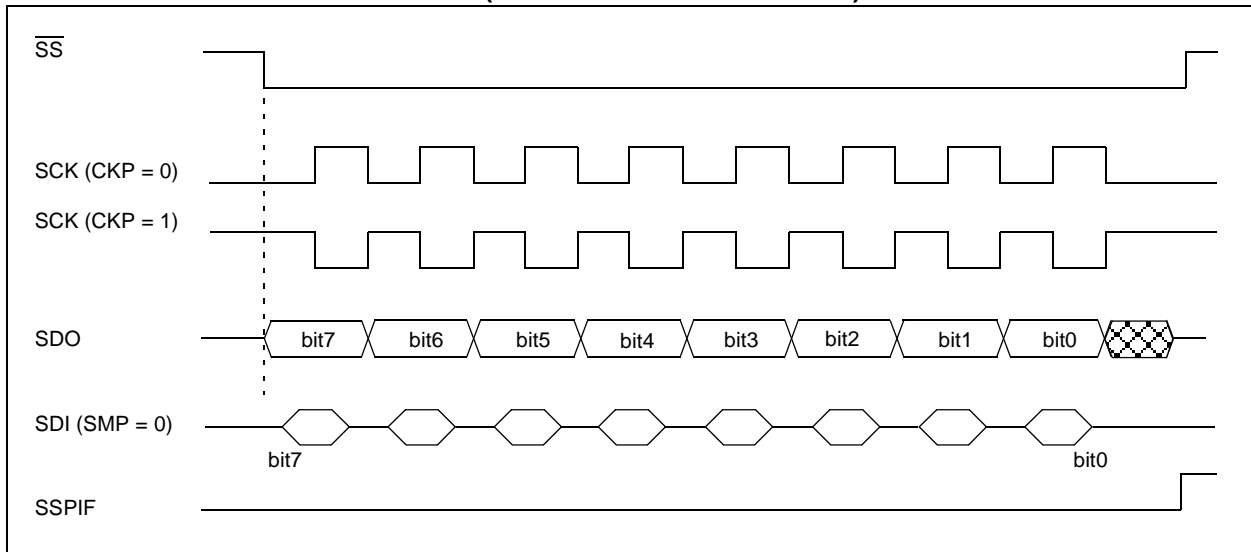 SS
SCK (CKP = 0)
SCK (CKP = 1)
SDO
bit7 bit6 bit5 bit4 bit3 bit2 bit1 bit0
SDI (SMP = 0)
bit7 bit0
SSPIF